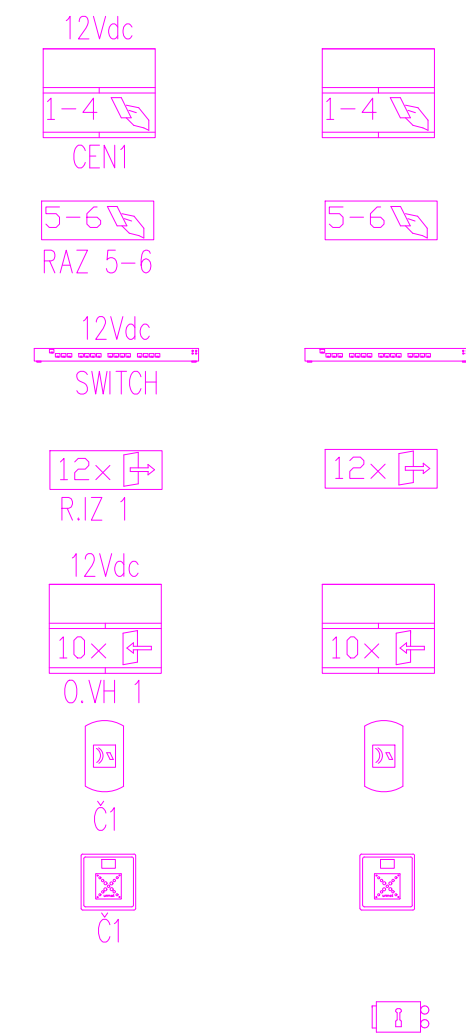 12Vdc
1-4 1-4
CEN1
5-6 5-6
RAZ 5-6
12Vdc
SWITCH
12x 12x
R.IZ 1
12Vdc
10x 10x
O.VH 1
Č1
Č1